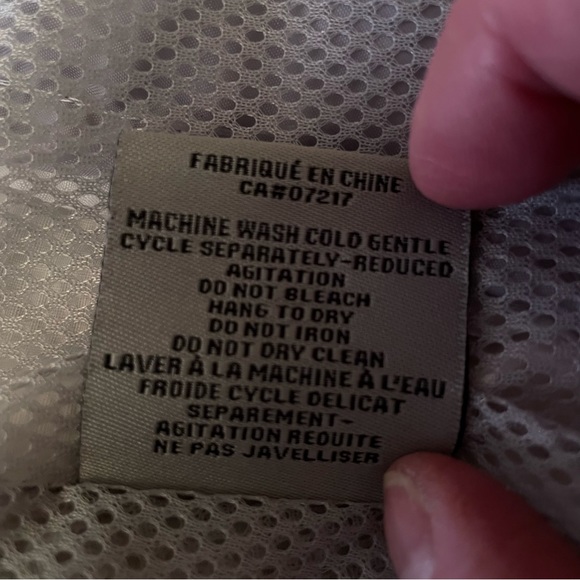 FABRIQUÉ EN CHINE
CA#07217
MACHINE WASH COLD GENTLE
CYCLE SEPARATELY-REDUCED
AGITATION
DO NOT BLEACH
HANG TO DRY
DO NOT IRON
DO NOT DRY CLEAN
LAVER À LA MACHINE À L'EAU
FROIDE CYCLE DELICAT
SEPAREMENT-
AGITATION REDUITE
NE PAS JAVELLISER